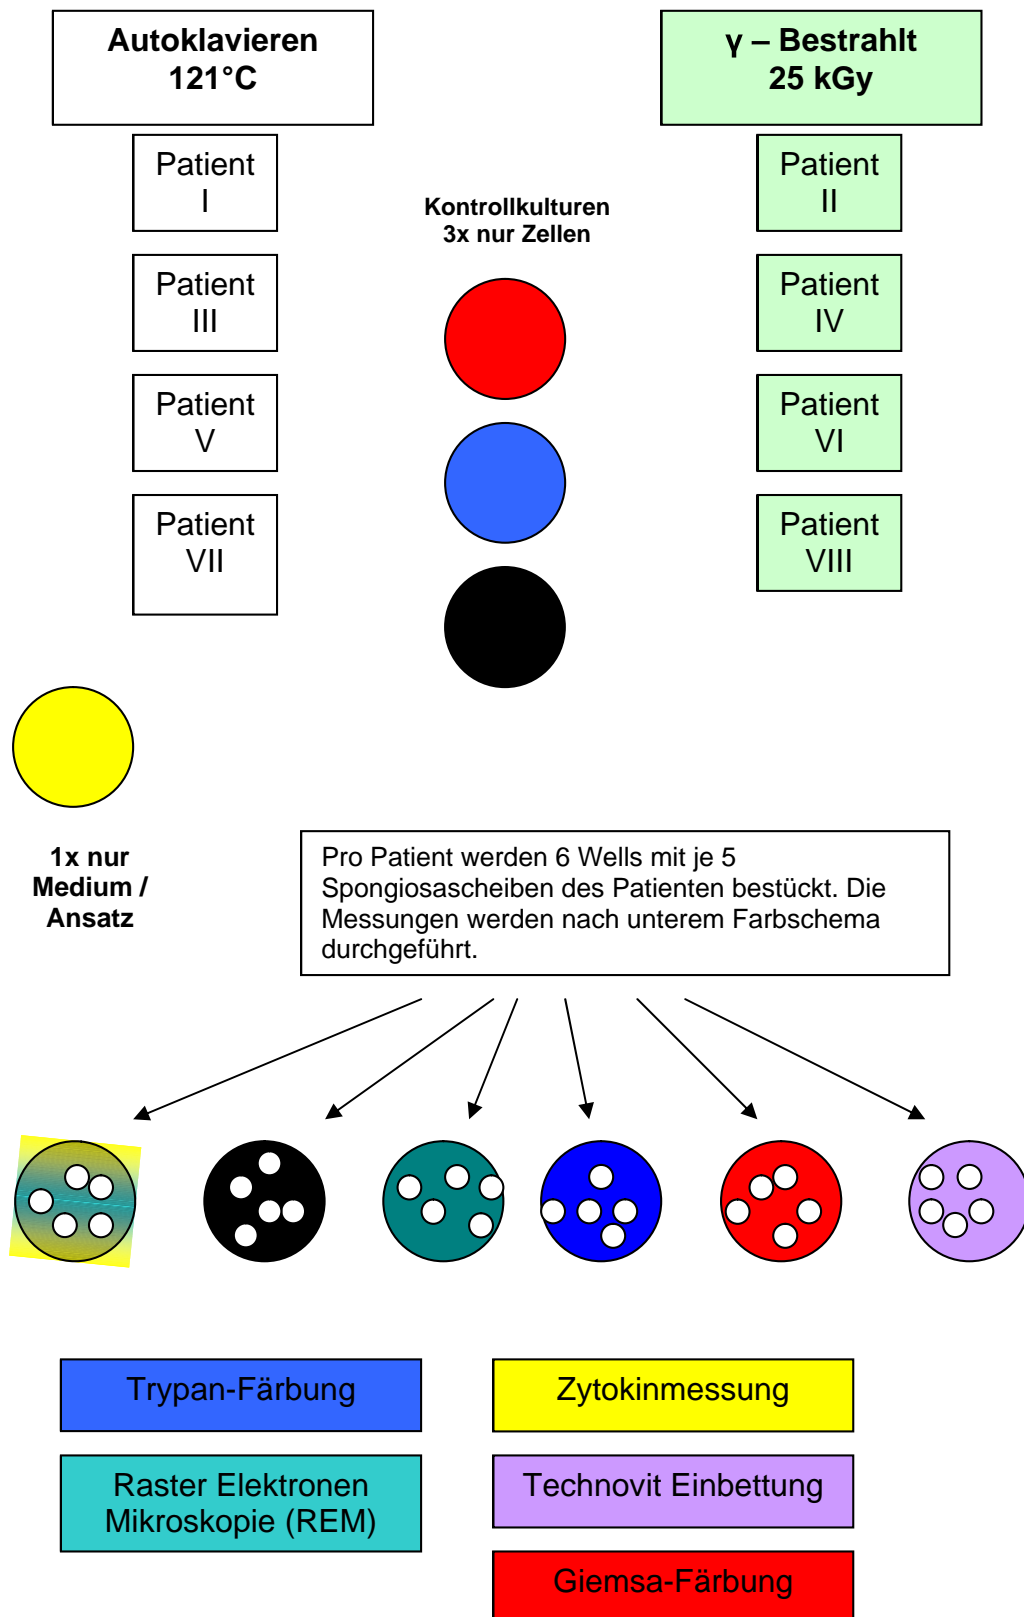 Autoklavieren
121°C
γ – Bestrahlt
25 kGy
Patient
I
Patient
II
Kontrollkulturen
3x nur Zellen
Patient
III
Patient
IV
Patient
V
Patient
VI
Patient
VII
Patient
VIII
1x nur
Medium /
Ansatz
Pro Patient werden 6 Wells mit je 5
Spongiosascheiben des Patienten bestückt. Die
Messungen werden nach unterem Farbschema
durchgeführt.
Trypan-Färbung
Zytokinmessung
Raster Elektronen
Mikroskopie (REM)
Technovit Einbettung
Giemsa-Färbung